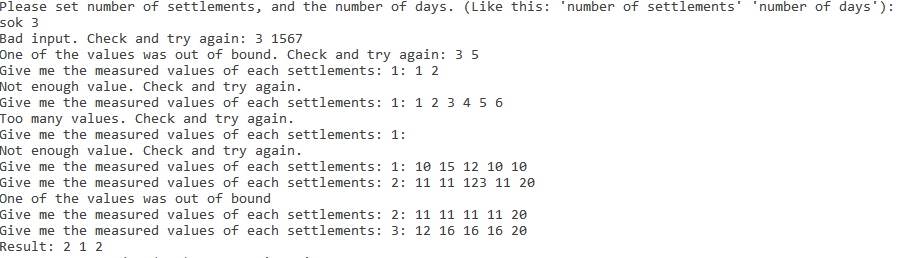 Please set number of settlements, and the number of days. (Like this: 'number of settlements' 'number of days'):
sok 3
Bad input. Check and try again: 3 1567
One of the values was out of bound. Check and try again: 3 5
Give me the measured values of each settlements: 1: 1 2
Not enough value. Check and try again.
Give me the measured values of each settlements: 1: 1 2 3 4 5 6
Too many values. Check and try again.
Give me the measured values of each settlements: 1:
Not enough value. Check and try again.
Give me the measured values of each settlements: 1: 10 15 12 10 10
Give me the measured values of each settlements: 2: 11 11 123 11 20
One of the values was out of bound
Give me the measured values of each settlements: 2: 11 11 11 11 20
Give me the measured values of each settlements: 3: 12 16 16 16 20
Result: 2 1 2